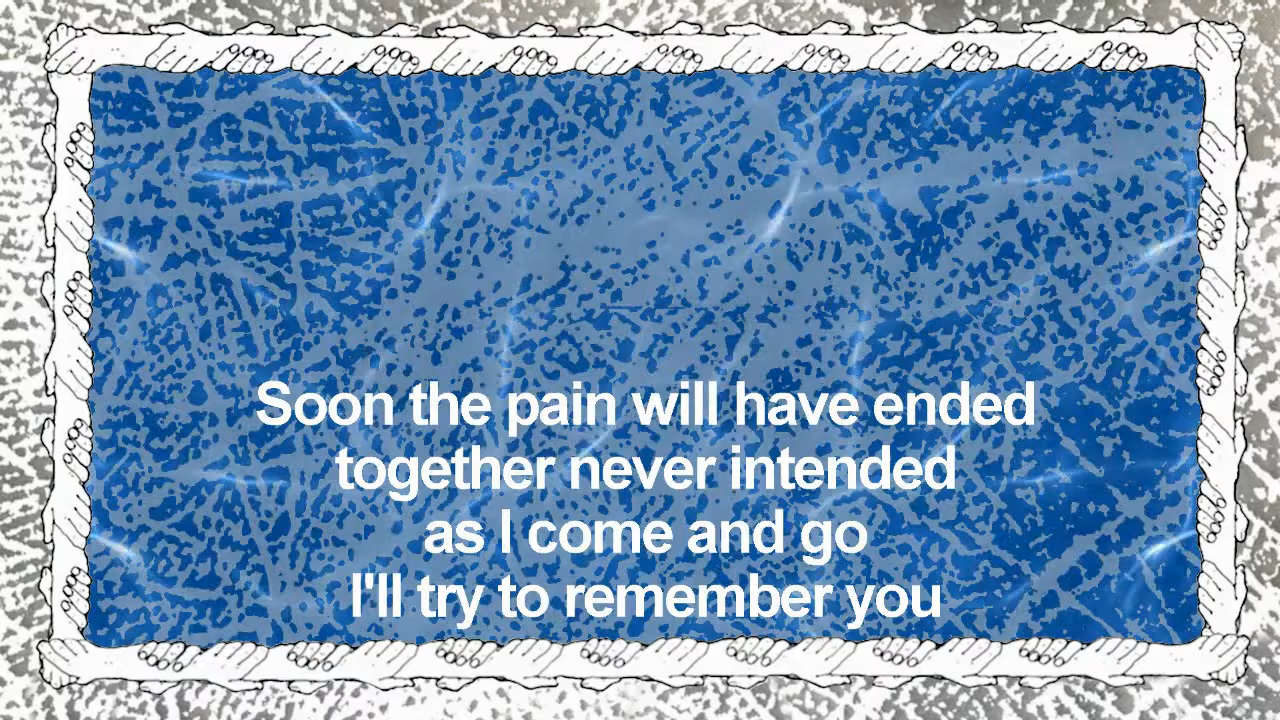 Soon the pain will have ended
together never intended
as I come and go
I'll try to remember you